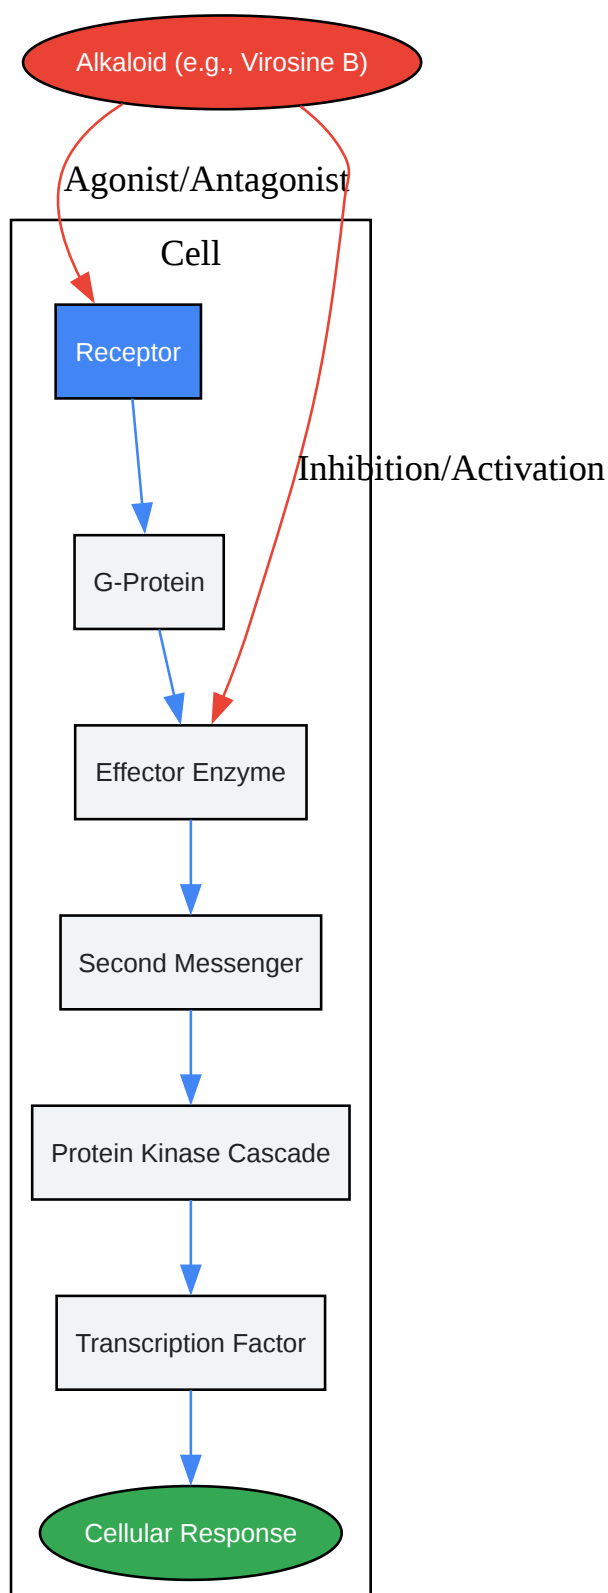 Alkaloid (e.g., Virosine B)
Agonist/Antagonist
Cell
Receptor
Inhibition/Activation
G-Protein
Effector Enzyme
Second Messenger
Protein Kinase Cascade
Transcription Factor
Cellular Response